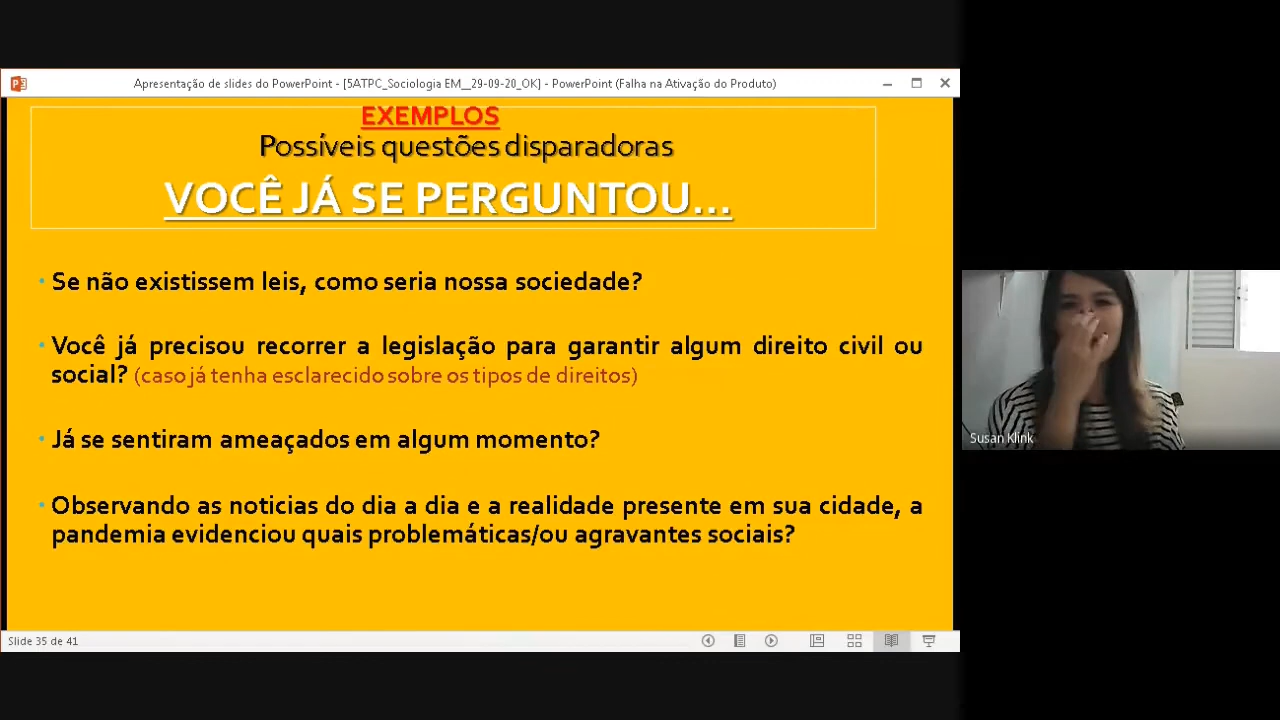 Apresentação de slides do PowerPoint - [5ATPC_Sociologia EM__29-09-20_OK] - PowerPoint (Falha na Ativação do Produto)
EXEMPLOS
Possíveis questões disparadoras
VOCÊ JÁ SE PERGUNTOU...
• Se não existissem leis, como seria nossa sociedade?
• Você já precisou recorrer a legislação para garantir algum direito civil ou
social? (caso já tenha esclarecido sobre os tipos de direitos)
• Já se sentiram ameaçados em algum momento?
• Observando as noticias do dia a dia e a realidade presente em sua cidade, a
pandemia evidenciou quais problemáticas/ou agravantes sociais?
Susan Klink
Slide 35 de 41